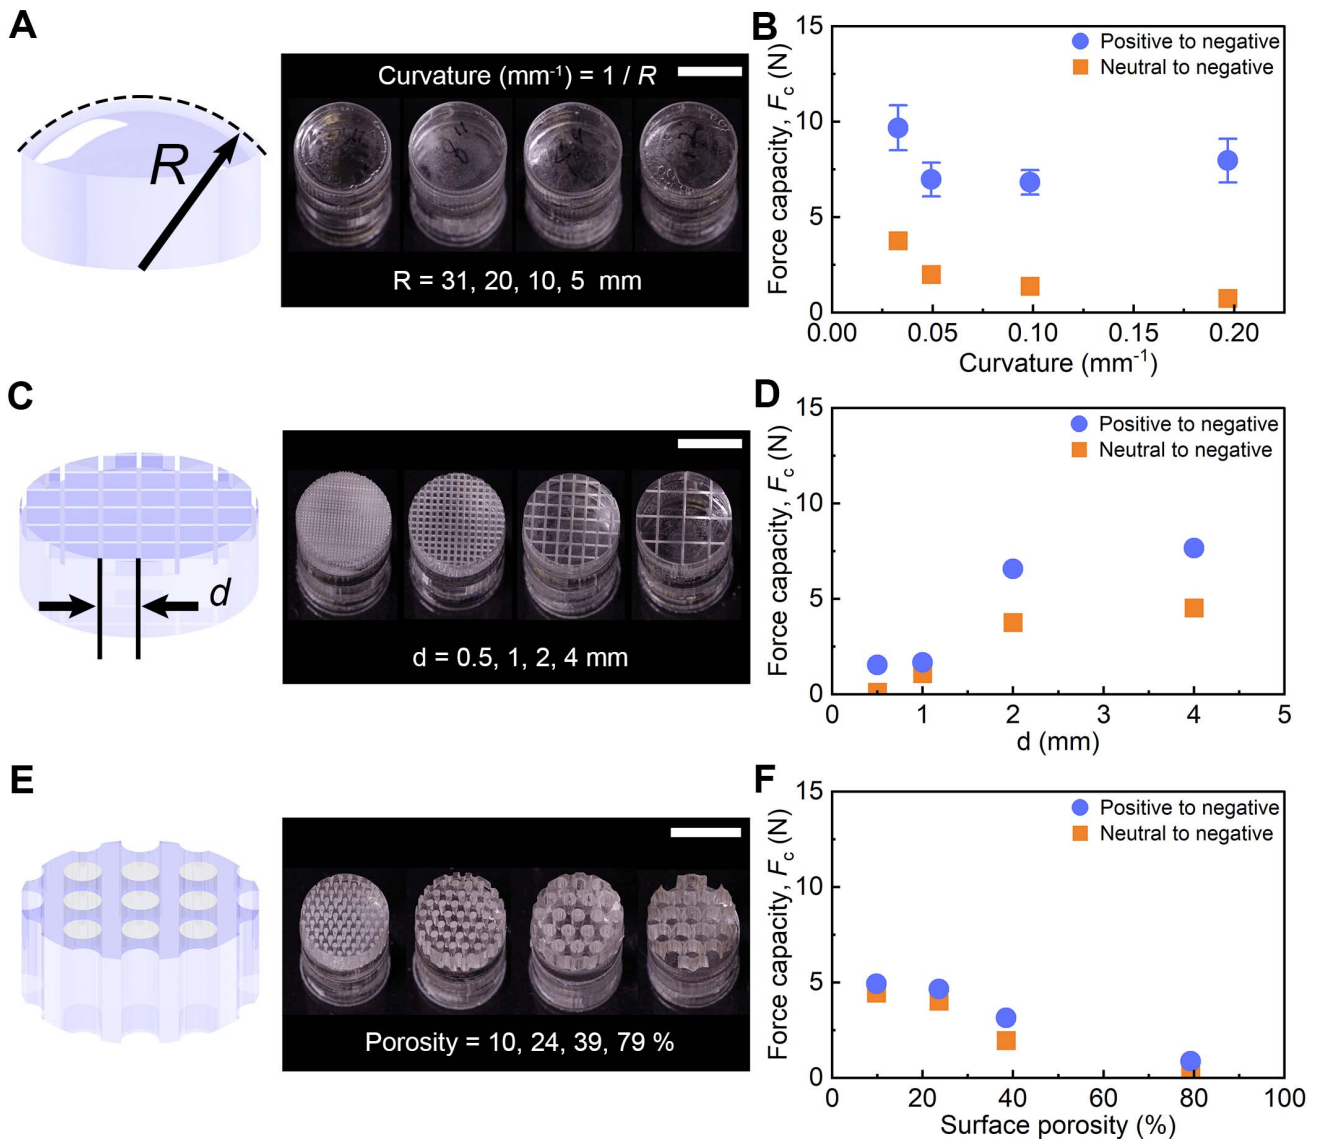 A
R
Curvature (mm⁻¹) = 1 / R
R = 31, 20, 10, 5 mm
B
Force capacity, Fc (N)
15
10
5
0
Positive to negative
Neutral to negative
0.00 0.05 0.10 0.15 0.20
Curvature (mm⁻¹)
C
d
d = 0.5, 1, 2, 4 mm
D
Force capacity, Fc (N)
15
10
5
0
Positive to negative
Neutral to negative
0 1 2 3 4 5
d (mm)
E
Porosity = 10, 24, 39, 79 %
F
Force capacity, Fc (N)
15
10
5
0
Positive to negative
Neutral to negative
0 20 40 60 80 100
Surface porosity (%)